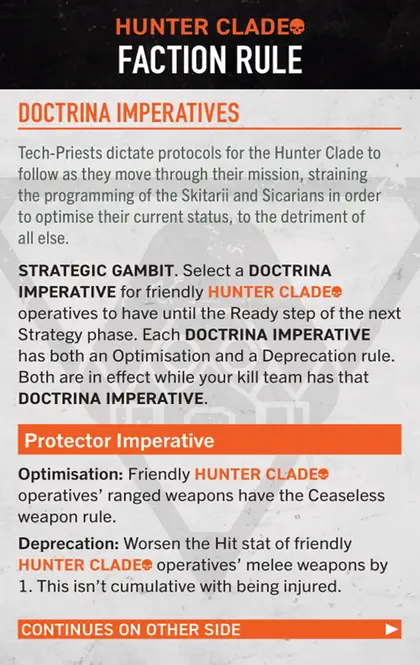 HUNTER CLADE
FACTION RULE
DOCTRINA IMPERATIVES
Tech-Priests dictate protocols for the Hunter Clade to
follow as they move through their mission, straining
the programming of the Skitarii and Sicarians in order
to optimise their current status, to the detriment of
all else.
STRATEGIC GAMBIT. Select a DOCTRINA
IMPERATIVE for friendly HUNTER CLADE
operatives to have until the Ready step of the next
Strategy phase. Each DOCTRINA IMPERATIVE
has both an Optimisation and a Deprecation rule.
Both are in effect while your kill team has that
DOCTRINA IMPERATIVE.
Protector Imperative
Optimisation: Friendly HUNTER CLADE
operatives' ranged weapons have the Ceaseless
weapon rule.
Deprecation: Worsen the Hit stat of friendly
HUNTER CLADE operatives' melee weapons by
1. This isn't cumulative with being injured.
CONTINUES ON OTHER SIDE